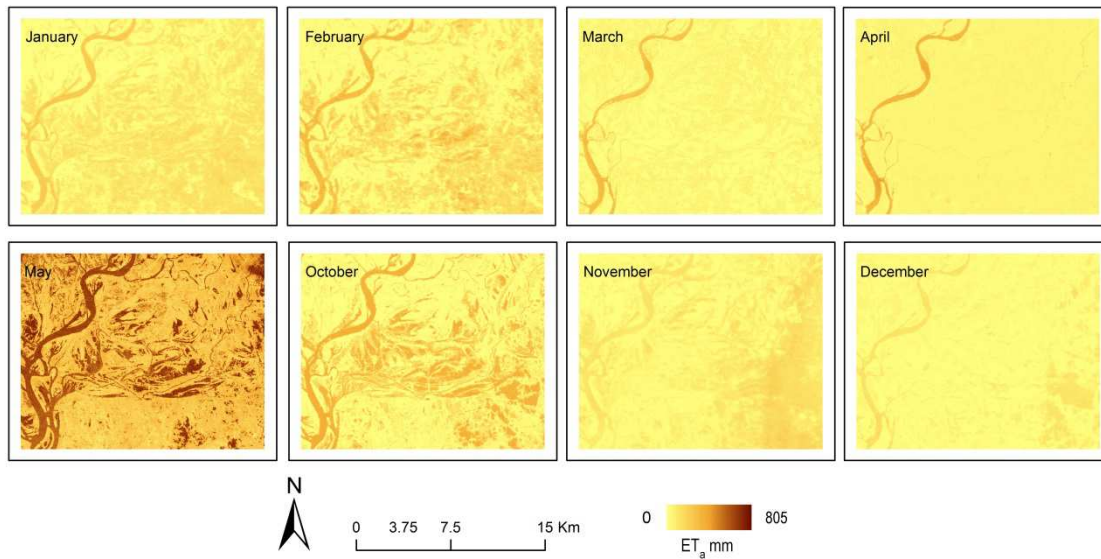 January
February
March
April
May
October
November
December
N
0 3.75 7.5 15 Km
0 805
ETa mm